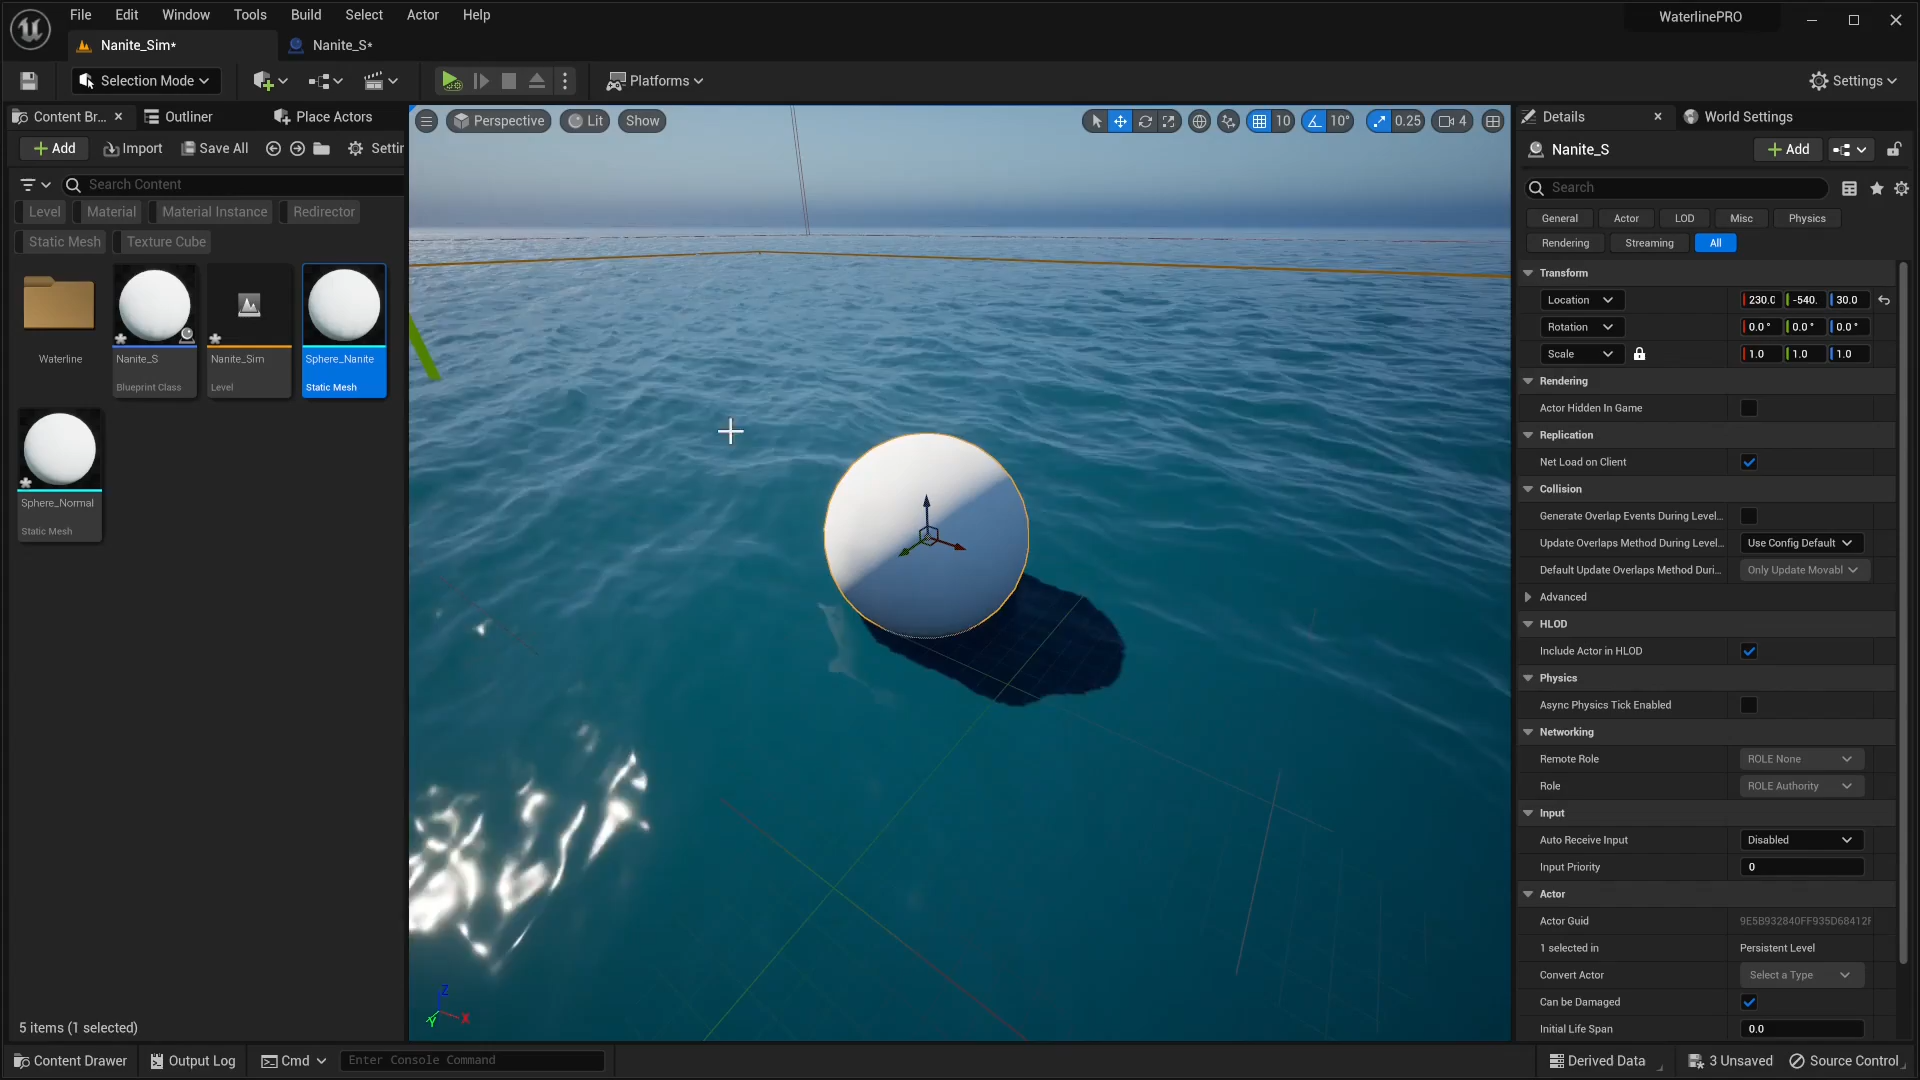 File Edit Window Tools Build Select Actor Help
WaterlinePRO
Nanite_Sim*
Nanite_S*
Selection Mode
Platforms
Settings
Content Br...
Outliner
Place Actors
Add
Import
Save All
Settin
Search Content
Level
Material
Material Instance
Redirector
Static Mesh
Texture Cube
Waterline
Nanite_S
Blueprint Class
Nanite_Sim
Level
Sphere_Nanite
Static Mesh
Sphere_Normal
Static Mesh
5 items (1 selected)
Perspective
Lit
Show
10
10°
0.25
4
Z
X
Y
Details
World Settings
Nanite_S
Add
Search
General
Actor
LOD
Misc
Physics
Rendering
Streaming
All
Transform
Location 230.0 -540. 30.0
Rotation 0.0° 0.0° 0.0°
Scale 1.0 1.0 1.0
Rendering
Actor Hidden In Game
Replication
Net Load on Client
Collision
Generate Overlap Events During Level...
Update Overlaps Method During Level... Use Config Default
Default Update Overlaps Method Duri... Only Update Movabl
Advanced
HLOD
Include Actor in HLOD
Physics
Async Physics Tick Enabled
Networking
Remote Role ROLE None
Role ROLE Authority
Input
Auto Receive Input Disabled
Input Priority 0
Actor
Actor Guid 9E5B932840FF935D68412F
1 selected in Persistent Level
Convert Actor Select a Type
Can be Damaged
Initial Life Span 0.0
Content Drawer
Output Log
Cmd
Enter Console Command
Derived Data
3 Unsaved
Source Control